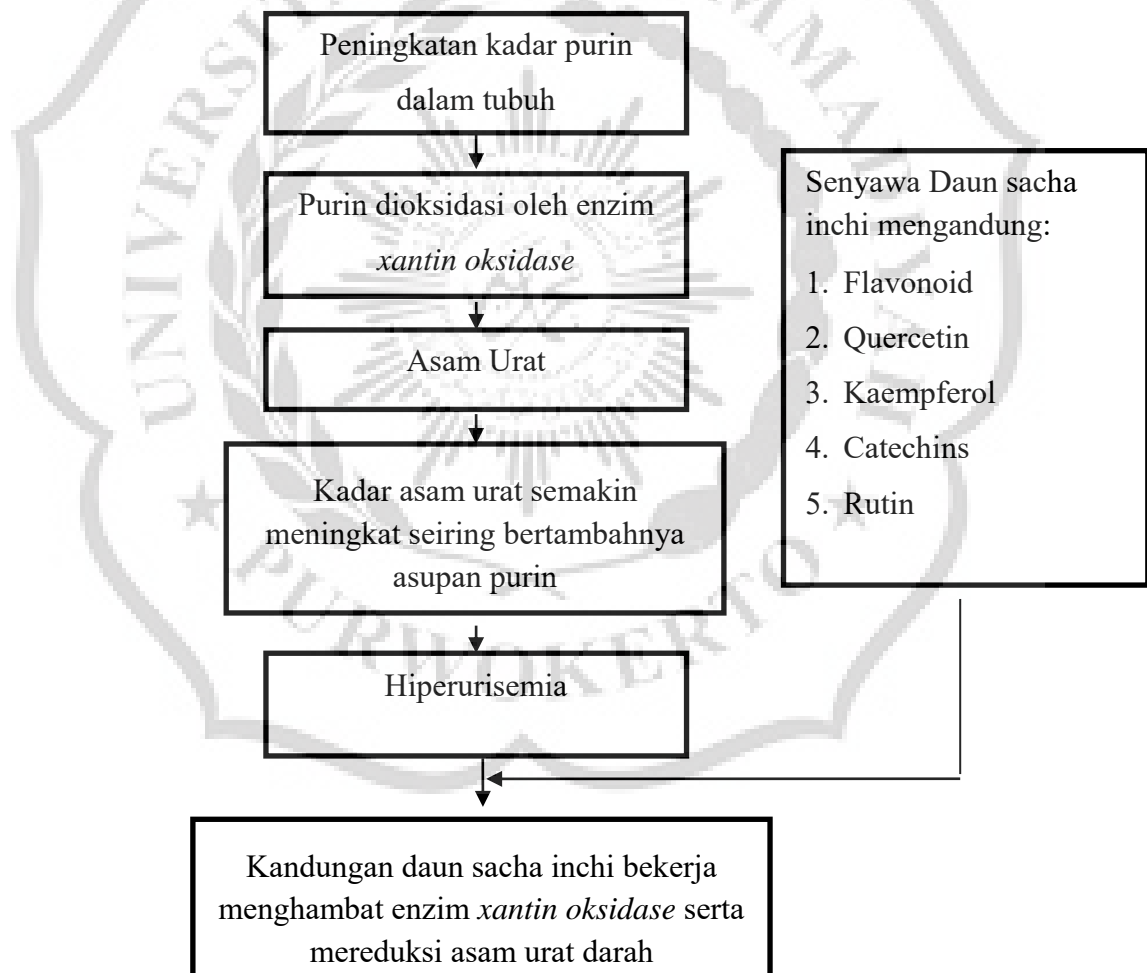 Peningkatan kadar purin
dalam tubuh
Purin dioksidasi oleh enzim
xantin oksidase
Asam Urat
Kadar asam urat semakin
meningkat seiring bertambahnya
asupan purin
Hiperurisemia
Senyawa Daun sacha
inchi mengandung:
1. Flavonoid
2. Quercetin
3. Kaempferol
4. Catechins
5. Rutin
Kandungan daun sacha inchi bekerja
menghambat enzim xantin oksidase serta
mereduksi asam urat darah
PURWOKERTO